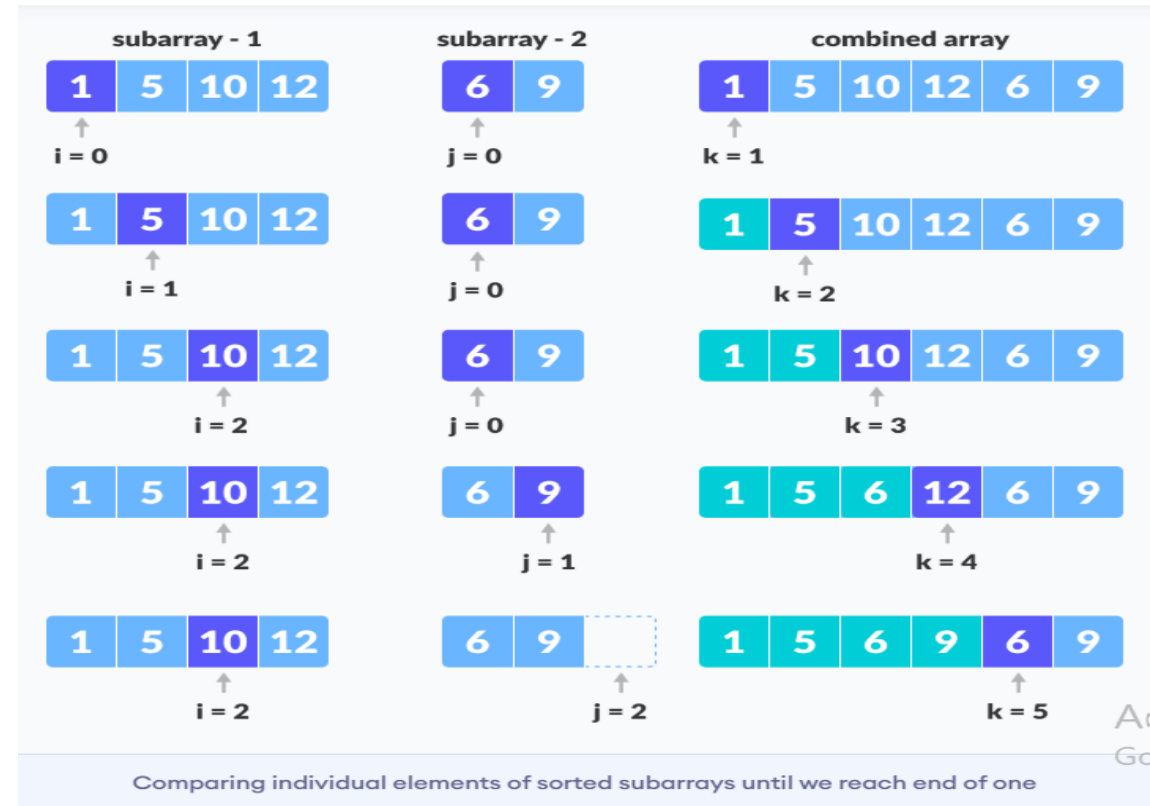 subarray - 1 subarray - 2 combined array
1 5 10 12 6 9 1 5 10 12 6 9
i = 0 j = 0 k = 1
1 5 10 12 6 9 1 5 10 12 6 9
i = 1 j = 0 k = 2
1 5 10 12 6 9 1 5 10 12 6 9
i = 2 j = 0 k = 3
1 5 10 12 6 9 1 5 6 12 6 9
i = 2 j = 1 k = 4
1 5 10 12 6 9 1 5 6 9 6 9
i = 2 j = 2 k = 5
Comparing individual elements of sorted subarrays until we reach end of one